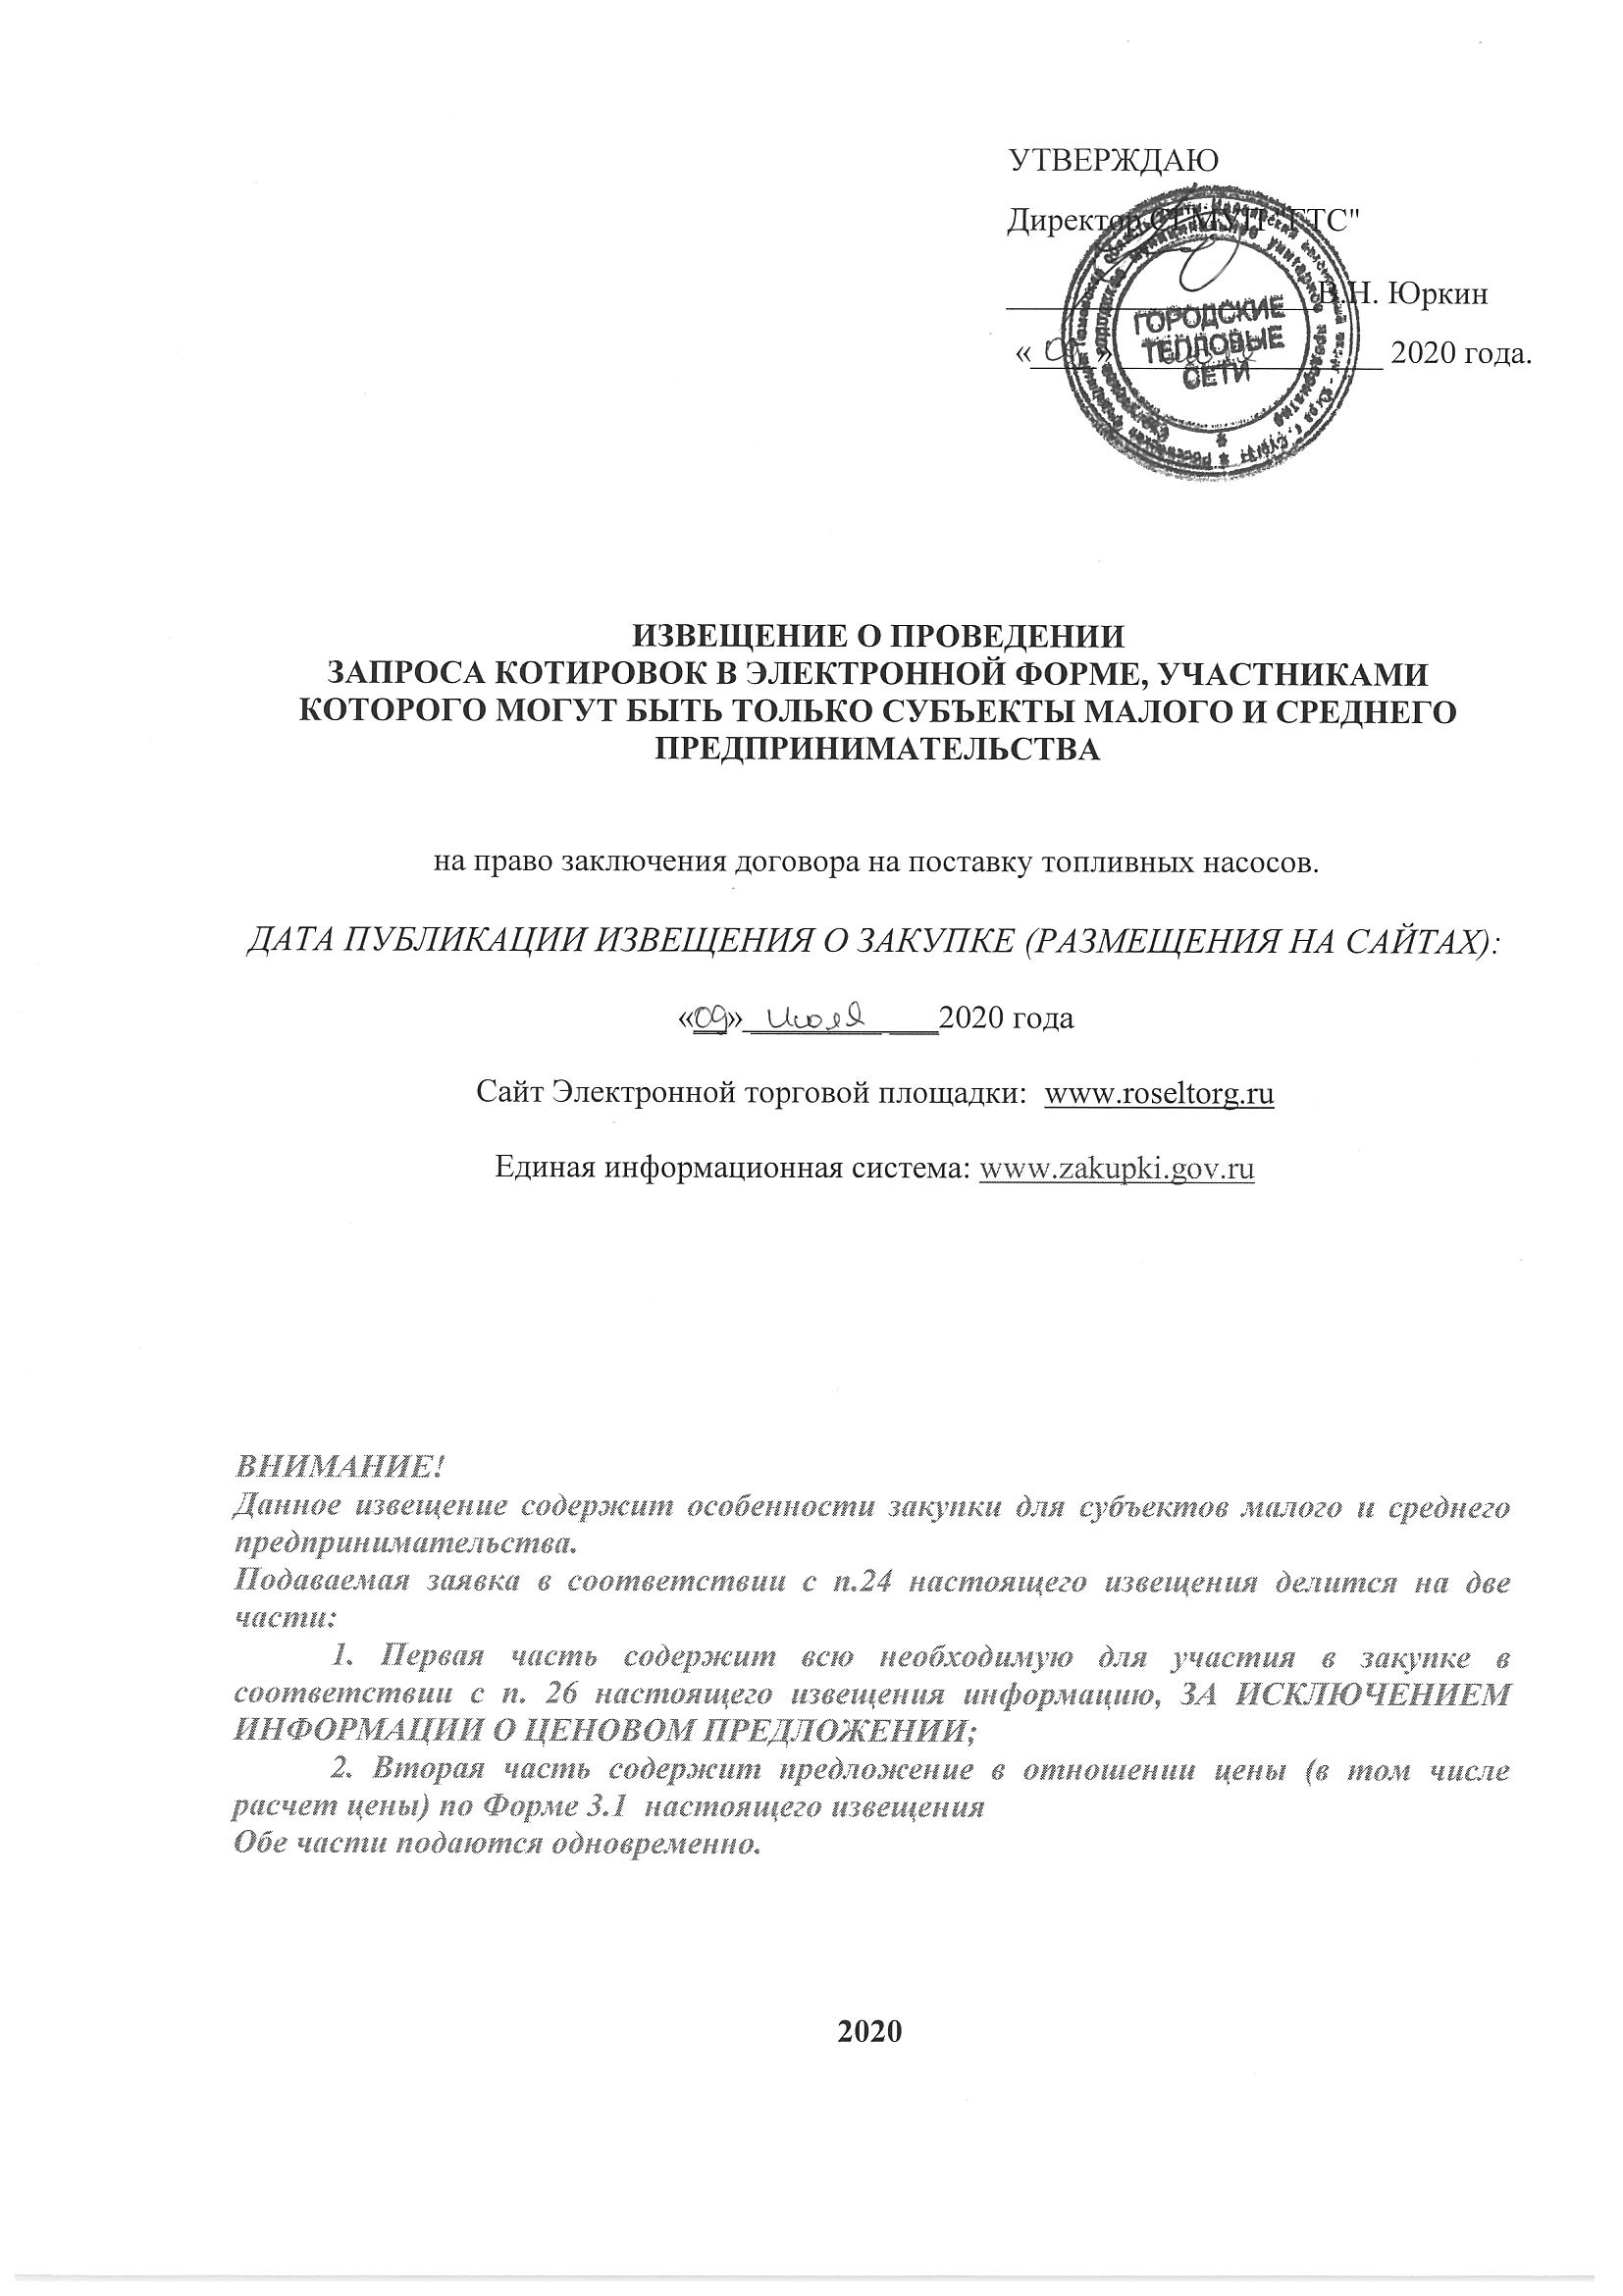 УТВЕРЖДАЮ
Директор СГМУП "ГТС"
В.Н. Юркин
«09» 2020 года.
ГОРОДСКИЕ
ТЕПЛОВЫЕ
СЕТИ
ИЗВЕЩЕНИЕ О ПРОВЕДЕНИИ
ЗАПРОСА КОТИРОВОК В ЭЛЕКТРОННОЙ ФОРМЕ, УЧАСТНИКАМИ
КОТОРОГО МОГУТ БЫТЬ ТОЛЬКО СУБЪЕКТЫ МАЛОГО И СРЕДНЕГО
ПРЕДПРИНИМАТЕЛЬСТВА
на право заключения договора на поставку топливных насосов.
ДАТА ПУБЛИКАЦИИ ИЗВЕЩЕНИЯ О ЗАКУПКЕ (РАЗМЕЩЕНИЯ НА САЙТАХ):
«09» июля 2020 года
Сайт Электронной торговой площадки: www.roseltorg.ru
Единая информационная система: www.zakupki.gov.ru
ВНИМАНИЕ!
Данное извещение содержит особенности закупки для субъектов малого и среднего
предпринимательства.
Подаваемая заявка в соответствии с п.24 настоящего извещения делится на две
части:
1. Первая часть содержит всю необходимую для участия в закупке в
соответствии с п. 26 настоящего извещения информацию, ЗА ИСКЛЮЧЕНИЕМ
ИНФОРМАЦИИ О ЦЕНОВОМ ПРЕДЛОЖЕНИИ;
2. Вторая часть содержит предложение в отношении цены (в том числе
расчет цены) по Форме 3.1 настоящего извещения
Обе части подаются одновременно.
2020